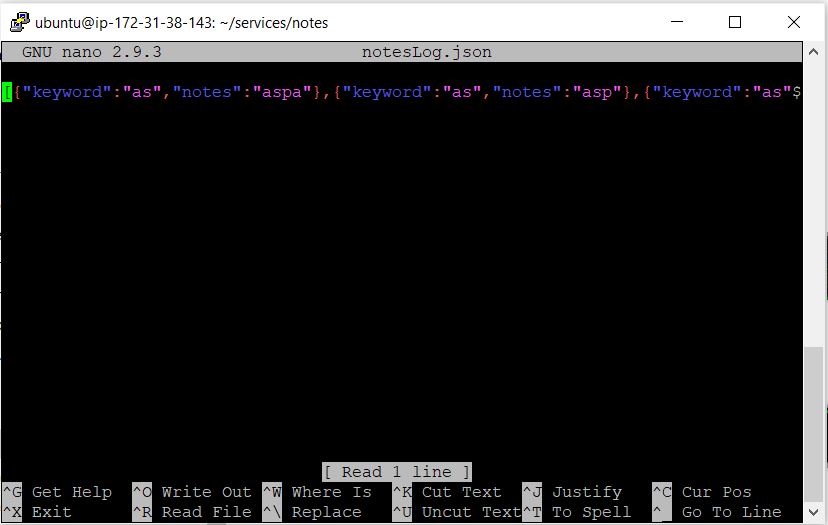 ubuntu@ip-172-31-38-143: ~/services/notes
GNU nano 2.9.3 notesLog.json
[{"keyword":"as","notes":"aspa"},{"keyword":"as","notes":"asp"},{"keyword":"as"$
[ Read 1 line ]
^G Get Help ^O Write Out ^W Where Is ^K Cut Text ^J Justify ^C Cur Pos
^X Exit ^R Read File ^\ Replace ^U Uncut Text ^T To Spell ^_ Go To Line